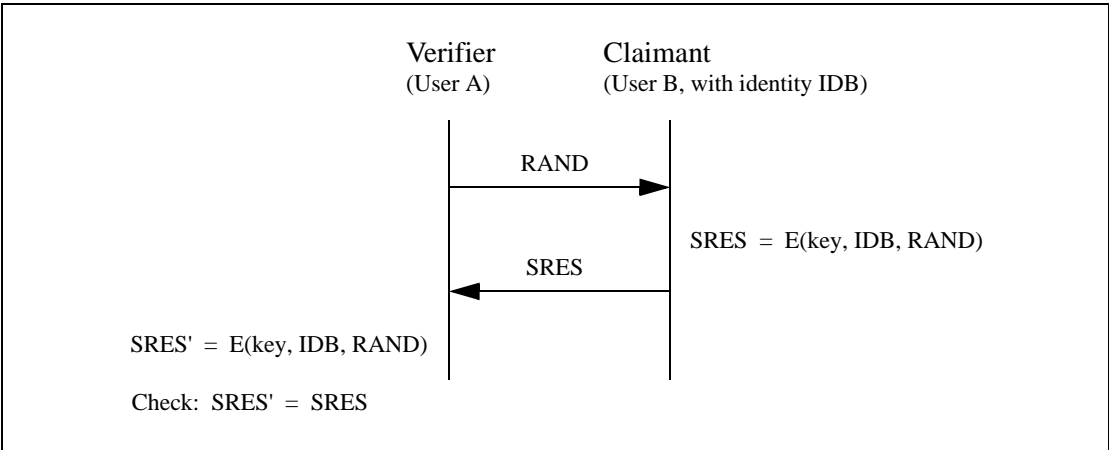 Verifier
(User A)
Claimant
(User B, with identity IDB)
RAND
SRES = E(key, IDB, RAND)
SRES
SRES' = E(key, IDB, RAND)
Check: SRES' = SRES